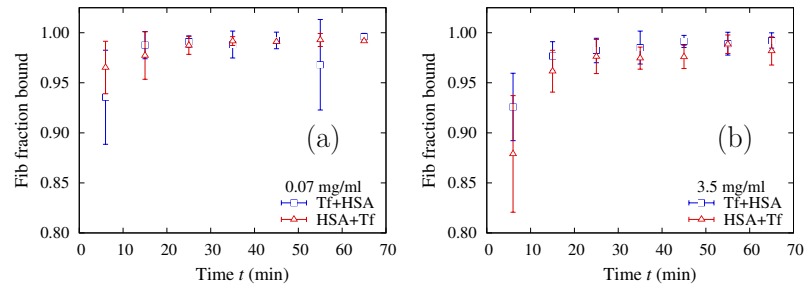 1.00
0.95
0.90
0.85
0.80
Fib fraction bound
(a)
0.07 mg/ml
Tf+HSA
HSA+Tf
0 10 20 30 40 50 60 70
Time t (min)
1.00
0.95
0.90
0.85
0.80
Fib fraction bound
(b)
3.5 mg/ml
Tf+HSA
HSA+Tf
0 10 20 30 40 50 60 70
Time t (min)